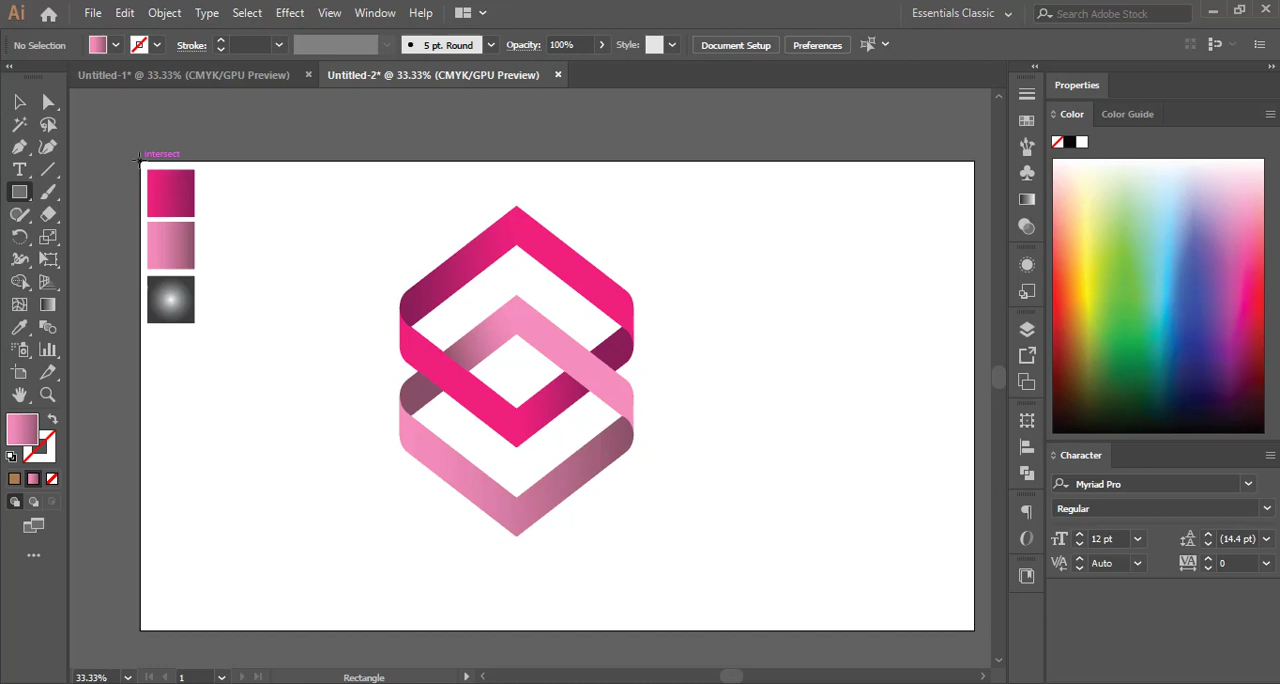 Ai File Edit Object Type Select Effect View Window Help Essentials Classic Search Adobe Stock
No Selection Stroke: 5 pt. Round Opacity: 100% Style: Document Setup Preferences
Untitled-1* @ 33.33% (CMYK/GPU Preview) Untitled-2* @ 33.33% (CMYK/GPU Preview)
Properties
Color Color Guide
intersect
Character
Myriad Pro
Regular
12 pt (14.4 pt)
Auto 0
33.33% 1 Rectangle